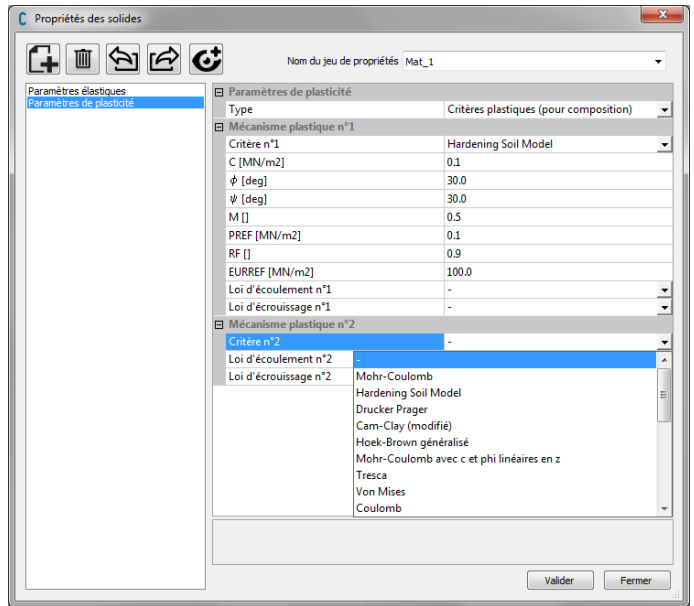 Propriétés des solides
Nom du jeu de propriétés Mat_1
Paramètres élastiques
Paramètres de plasticité
Paramètres de plasticité
Type Critères plastiques (pour composition)
Mécanisme plastique n°1
Critère n°1 Hardening Soil Model
C [MN/m2] 0.1
ϕ [deg] 30.0
ψ [deg] 30.0
M [] 0.5
PREF [MN/m2] 0.1
RF [] 0.9
EURREF [MN/m2] 100.0
Loi d'écoulement n°1 -
Loi d'écrouissage n°1 -
Mécanisme plastique n°2
Critère n°2 -
Loi d'écoulement n°2 -
Loi d'écrouissage n°2 Mohr-Coulomb
Hardening Soil Model
Drucker Prager
Cam-Clay (modifié)
Hoek-Brown généralisé
Mohr-Coulomb avec c et phi linéaires en z
Tresca
Von Mises
Coulomb
Valider Fermer